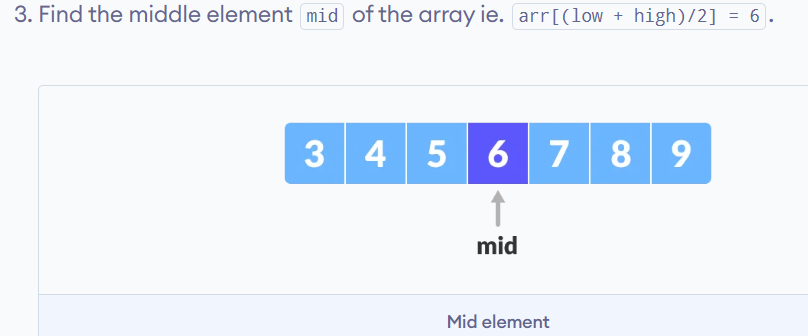 3. Find the middle element mid of the array ie. arr[(low + high)/2] = 6.
3 4 5 6 7 8 9
mid
Mid element